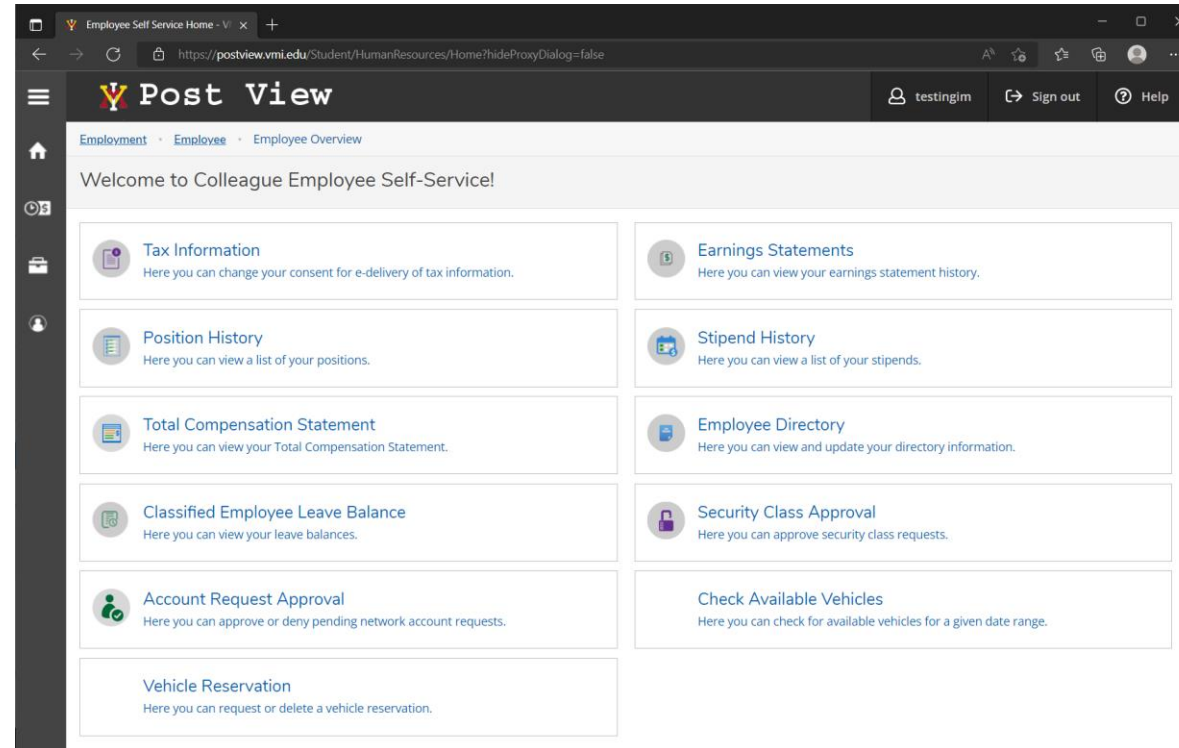 Employee Self Service Home - VI
https://postview.vmi.edu/Student/HumanResources/Home?hideProxyDialog=false
Post View
testingim
Sign out
Help
Employment · Employee · Employee Overview
Welcome to Colleague Employee Self-Service!
Tax Information
Here you can change your consent for e-delivery of tax information.
Earnings Statements
Here you can view your earnings statement history.
Position History
Here you can view a list of your positions.
Stipend History
Here you can view a list of your stipends.
Total Compensation Statement
Here you can view your Total Compensation Statement.
Employee Directory
Here you can view and update your directory information.
Classified Employee Leave Balance
Here you can view your leave balances.
Security Class Approval
Here you can approve security class requests.
Account Request Approval
Here you can approve or deny pending network account requests.
Check Available Vehicles
Here you can check for available vehicles for a given date range.
Vehicle Reservation
Here you can request or delete a vehicle reservation.